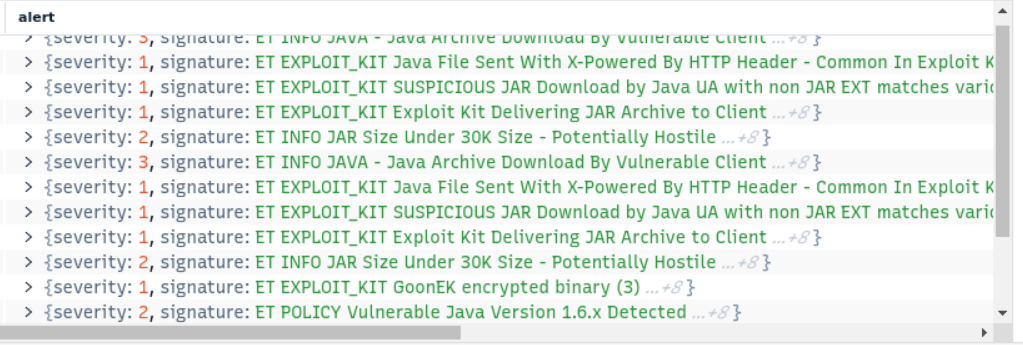 alert
> {severity: 3, signature: ET INFO JAVA - Java Archive Download By Vulnerable Client ...+8}
> {severity: 1, signature: ET EXPLOIT_KIT Java File Sent With X-Powered By HTTP Header - Common In Exploit K
> {severity: 1, signature: ET EXPLOIT_KIT SUSPICIOUS JAR Download by Java UA with non JAR EXT matches vario
> {severity: 1, signature: ET EXPLOIT_KIT Exploit Kit Delivering JAR Archive to Client ...+8}
> {severity: 2, signature: ET INFO JAR Size Under 30K Size - Potentially Hostile ...+8}
> {severity: 3, signature: ET INFO JAVA - Java Archive Download By Vulnerable Client ...+8}
> {severity: 1, signature: ET EXPLOIT_KIT Java File Sent With X-Powered By HTTP Header - Common In Exploit K
> {severity: 1, signature: ET EXPLOIT_KIT SUSPICIOUS JAR Download by Java UA with non JAR EXT matches vario
> {severity: 1, signature: ET EXPLOIT_KIT Exploit Kit Delivering JAR Archive to Client ...+8}
> {severity: 2, signature: ET INFO JAR Size Under 30K Size - Potentially Hostile ...+8}
> {severity: 1, signature: ET EXPLOIT_KIT GoonEK encrypted binary (3) ...+8}
> {severity: 2, signature: ET POLICY Vulnerable Java Version 1.6.x Detected ...+8}